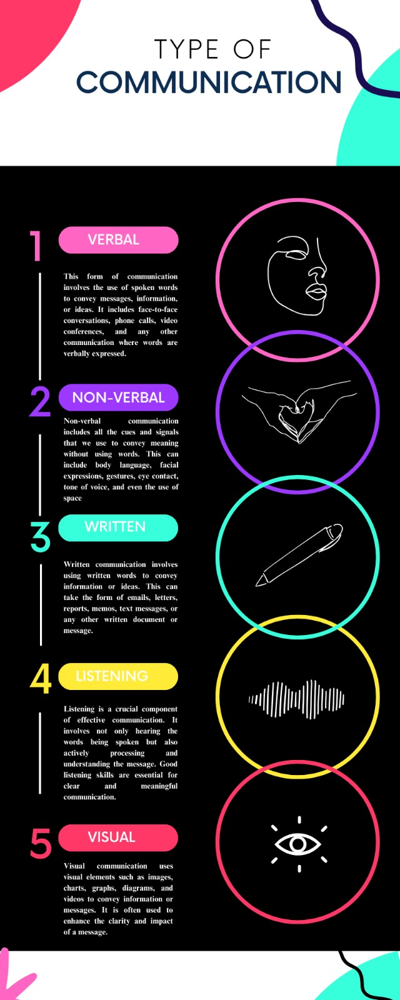 TYPE OF
COMMUNICATION
1
VERBAL
This form of communication
involves the use of spoken words
to convey messages, information,
or ideas. It includes face-to-face
conversations, phone calls, video
conferences, and any other
communication where words are
verbally expressed.
2
NON-VERBAL
Non-verbal communication
includes all the cues and signals
that we use to convey meaning
without using words. This can
include body language, facial
expressions, gestures, eye contact,
tone of voice, and even the use of
space
3
WRITTEN
Written communication involves
using written words to convey
information or ideas. This can
take the form of emails, letters,
reports, memos, text messages, or
any other written document or
message.
4
LISTENING
Listening is a crucial component
of effective communication. It
involves not only hearing the
words being spoken but also
actively processing and
understanding the message. Good
listening skills are essential for
clear and meaningful
communication.
5
VISUAL
Visual communication uses
visual elements such as images,
charts, graphs, diagrams, and
videos to convey information or
messages. It is often used to
enhance the clarity and impact
of a message.